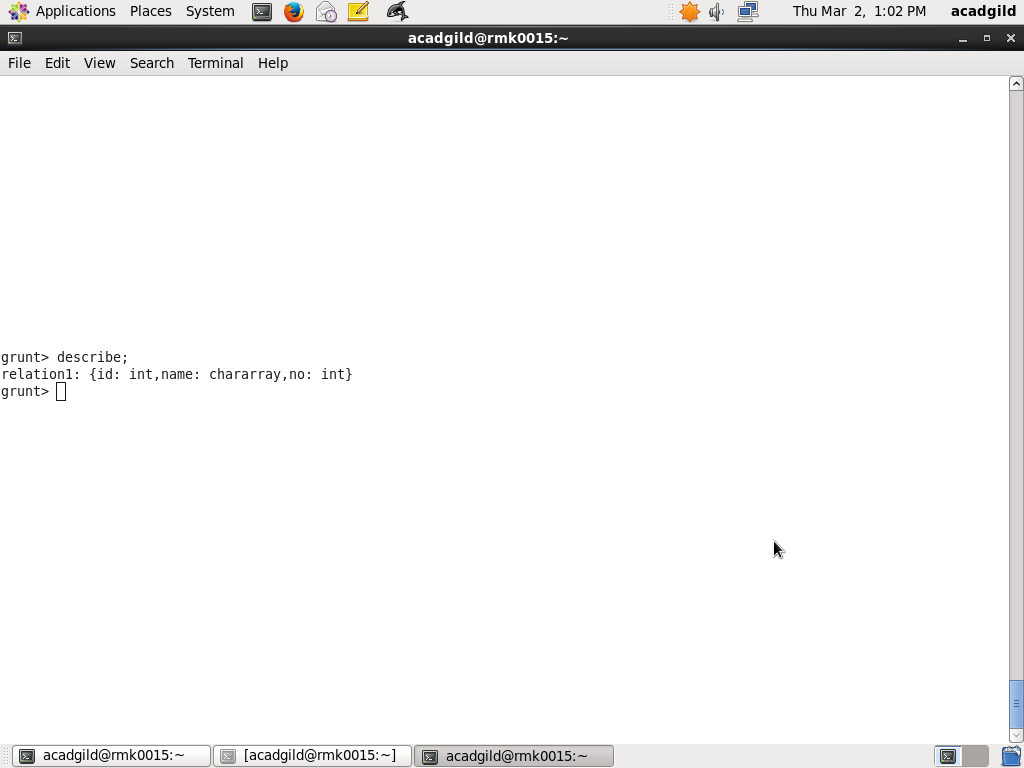 Applications Places System Thu Mar 2, 1:02 PM acadgild
acadgild@rmk0015:~
File Edit View Search Terminal Help
grunt> describe;
relation1: {id: int,name: chararray,no: int}
grunt>
acadgild@rmk0015:~ [acadgild@rmk0015:~] acadgild@rmk0015:~